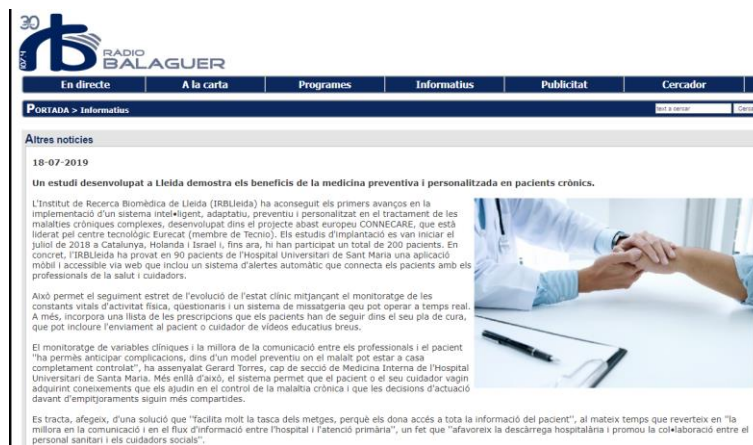 30
107.4
RADIO
BALAGUER
En directe A la carta Programes Informatius Publicitat Cercador
PORTADA > Informatius text a cercar Cerca
Altres noticies
18-07-2019
Un estudi desenvolupat a Lleida demostra els beneficis de la medicina preventiva i personalitzada en pacients crònics.
L'Institut de Recerca Biomèdica de Lleida (IRBLleida) ha aconseguit els primers avanços en la
implementació d'un sistema intel•ligent, adaptatiu, preventiu i personalitzat en el tractament de les
malalties cròniques complexes, desenvolupat dins el projecte abast europeu CONNECARE, que està
liderat pel centre tecnològic Eurecat (membre de Tecnio). Els estudis d'implantació es van iniciar el
juliol de 2018 a Catalunya, Holanda i Israel i, fins ara, hi han participat un total de 200 pacients. En
concret, l'IRBLleida ha provat en 90 pacients de l'Hospital Universitari de Sant Maria una aplicació
mòbil i accessible via web que inclou un sistema d'alertes automàtic que connecta els pacients amb els
professionals de la salut i cuidadors.
Això permet el seguiment estret de l'evolució de l'estat clínic mitjançant el monitoratge de les
constants vitals d'activitat física, qüestionaris i un sistema de missatgeria qeu pot operar a temps real.
A més, incorpora una llista de les prescripcions que els pacients han de seguir dins el seu pla de cura,
que pot incloure l'enviament al pacient o cuidador de vídeos educatius breus.
El monitoratge de variables clíniques i la millora de la comunicació entre els professionals i el pacient
"ha permès anticipar complicacions, dins d'un model preventiu on el malalt pot estar a casa
completament controlat", ha assenyalat Gerard Torres, cap de secció de Medicina Interna de l'Hospital
Universitari de Santa Maria. Més enllà d'això, el sistema permet que el pacient o el seu cuidador vagin
adquirint coneixements que els ajudin en el control de la malaltia crònica i que les decisions d'actuació
davant d'empitjoraments siguin més compartides.
Es tracta, afegeix, d'una solució que "facilita molt la tasca dels metges, perquè els dona accés a tota la informació del pacient", al mateix temps que reverteix en "la
millora en la comunicació i en el flux d'informació entre l'hospital i l'atenció primària", un fet que "afavoreix la descàrrega hospitalària i promou la col•laboració entre el
personal sanitari i els cuidadors socials".